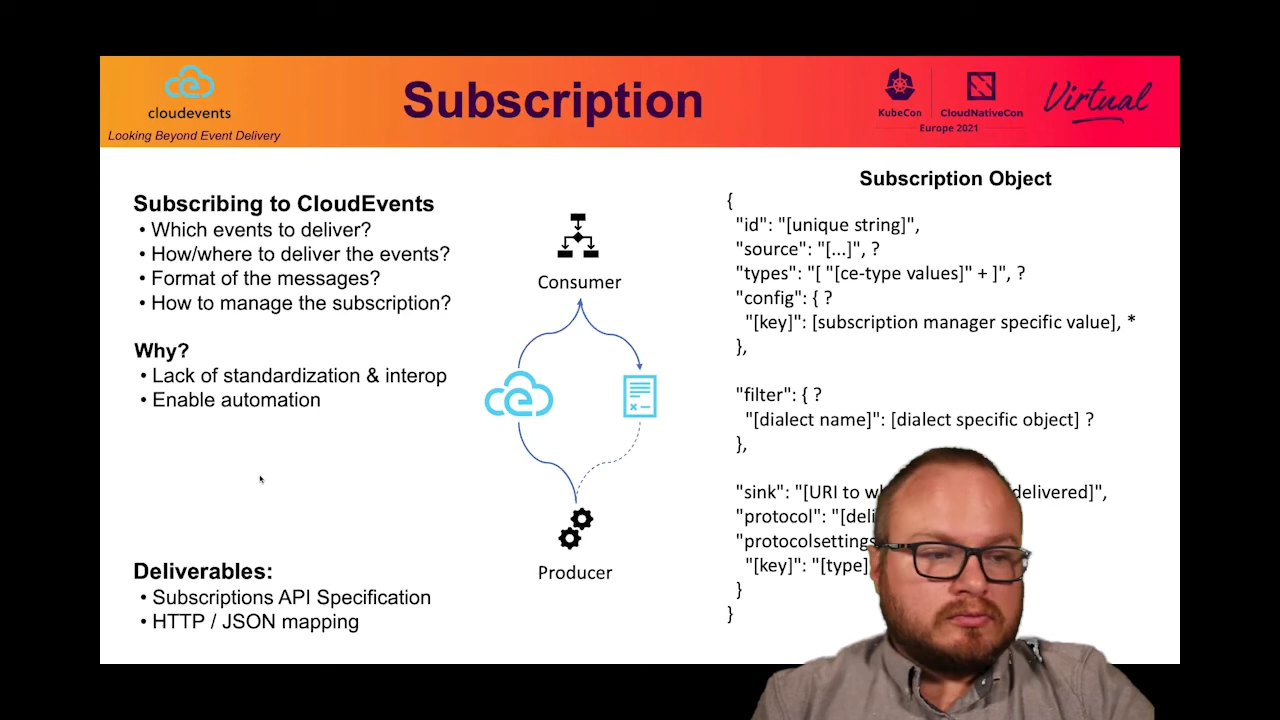 cloudevents
Looking Beyond Event Delivery
Subscription
KubeCon
CloudNativeCon
Europe 2021
Virtual
Subscribing to CloudEvents
• Which events to deliver?
• How/where to deliver the events?
• Format of the messages?
• How to manage the subscription?
Why?
• Lack of standardization & interop
• Enable automation
Deliverables:
• Subscriptions API Specification
• HTTP / JSON mapping
Consumer
Producer
Subscription Object
{
"id": "[unique string]",
"source": "[...]", ?
"types": "[ "[ce-type values]" + ]", ?
"config": { ?
"[key]": [subscription manager specific value], *
},
"filter": { ?
"[dialect name]": [dialect specific object] ?
},
"sink": "[URI to delivered]",
"protocol":
"protocolsettings
"[key]": "[type]
}
}